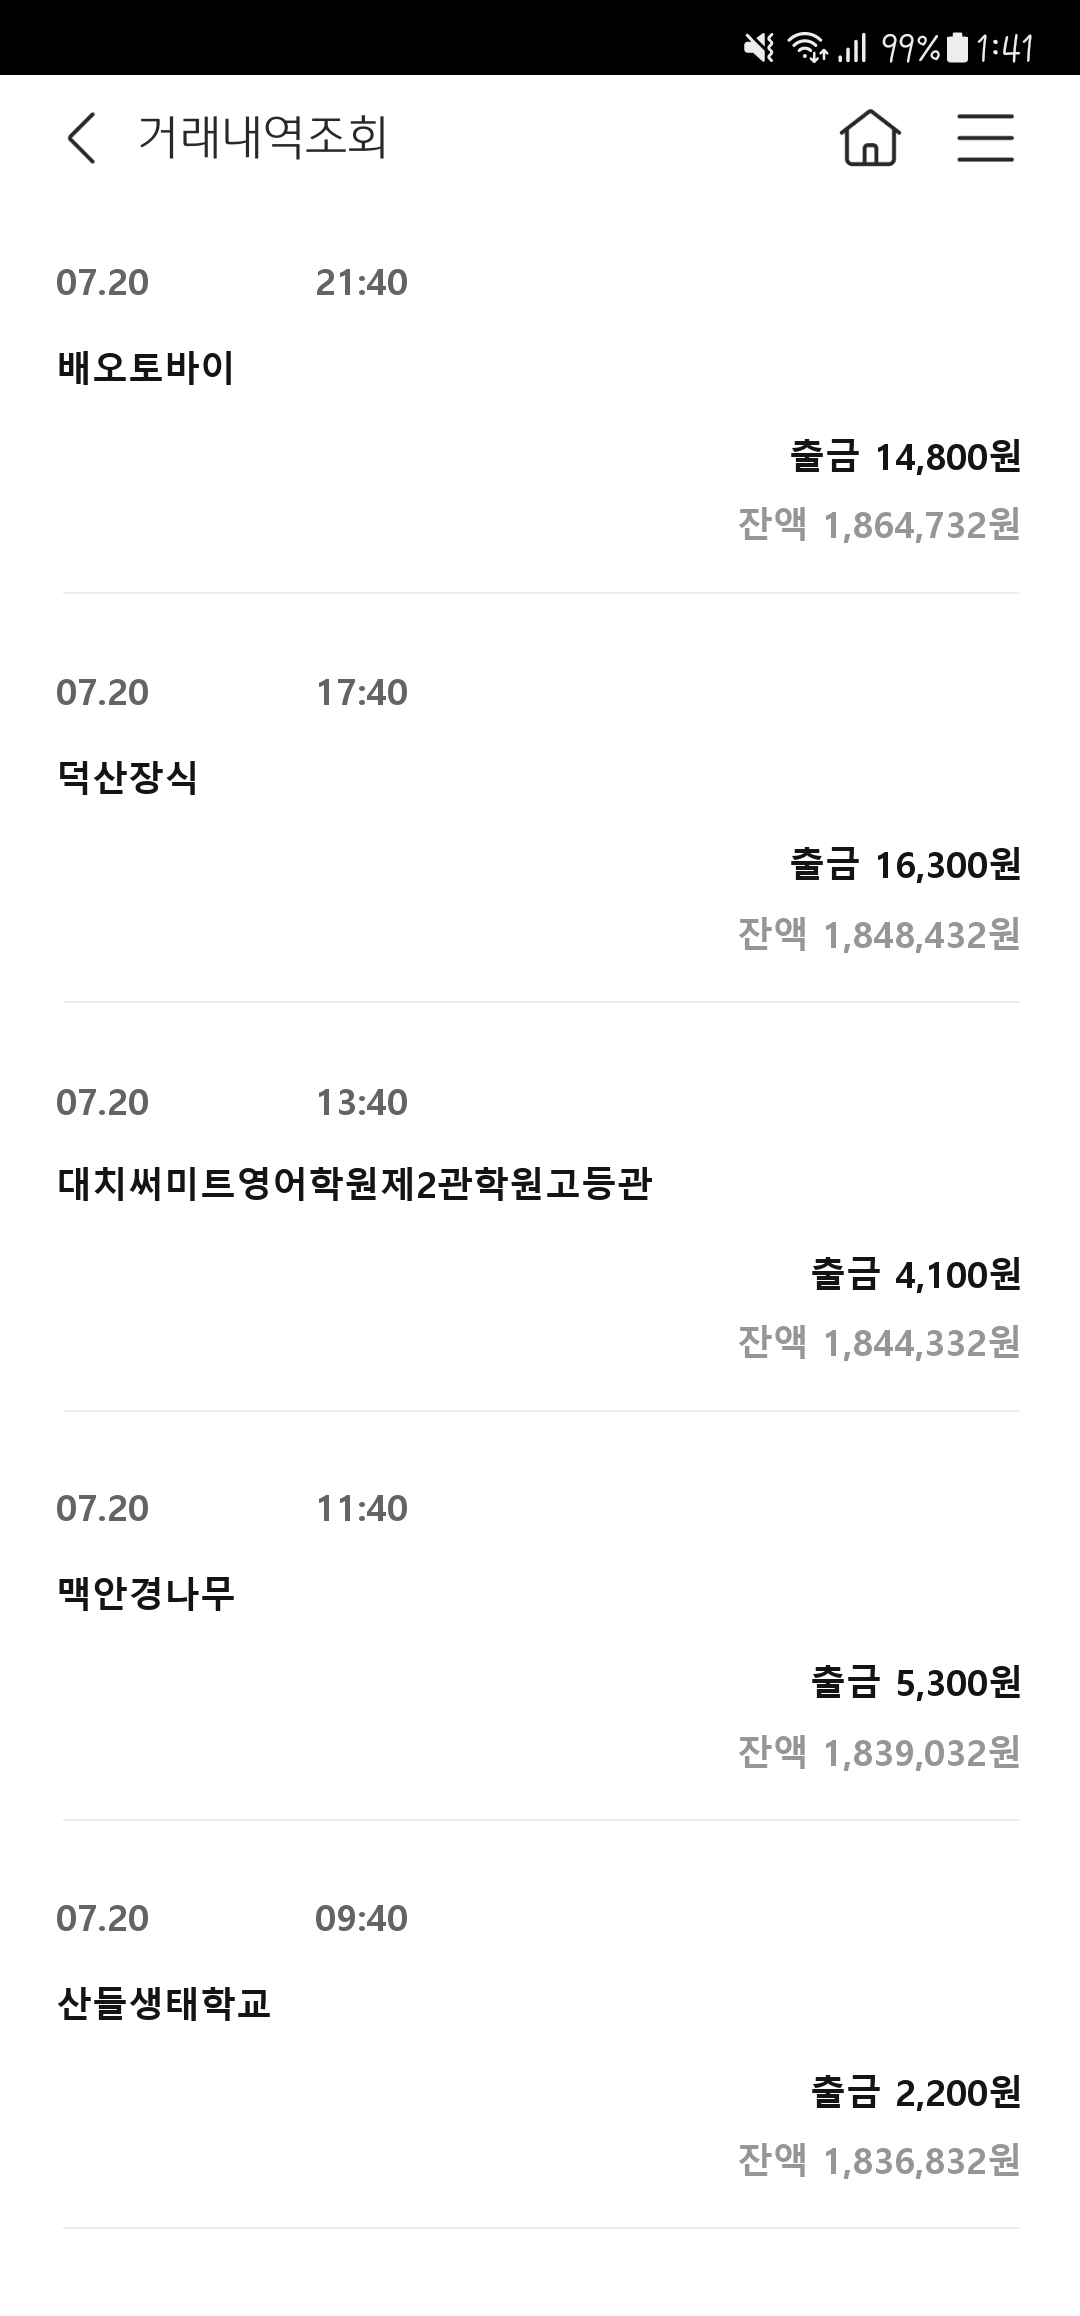 99% 1:41
거래내역조회
07.20 21:40
배오토바이
출금 14,800원
잔액 1,864,732원
07.20 17:40
덕산장식
출금 16,300원
잔액 1,848,432원
07.20 13:40
대치써미트영어학원제2관학원고등관
출금 4,100원
잔액 1,844,332원
07.20 11:40
맥안경나무
출금 5,300원
잔액 1,839,032원
07.20 09:40
산들생태학교
출금 2,200원
잔액 1,836,832원